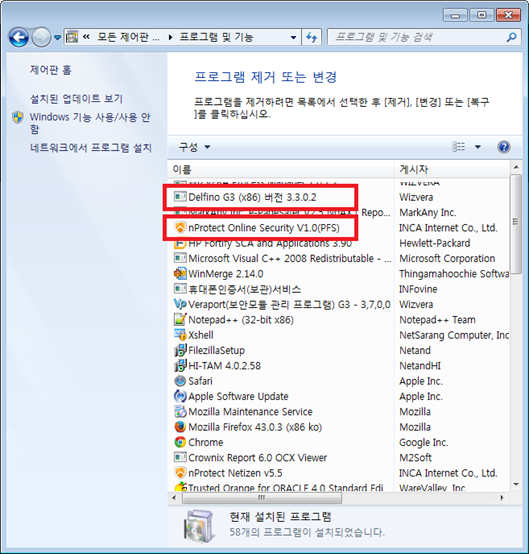 « 모든 제어판 ... ▸ 프로그램 및 기능
프로그램 및 기능 검색
제어판 홈
설치된 업데이트 보기
Windows 기능 사용/사용 안
함
네트워크에서 프로그램 설치
프로그램 제거 또는 변경
프로그램을 제거하려면 목록에서 선택한 후 [제거], [변경] 또는 [복구
]를 클릭하십시오.
구성
이름 게시자
Wizvera
Delfino G3 (x86) 버전 3.3.0.2 Wizvera
MarkAny Inc.
nProtect Online Security V1.0(PFS) INCA Internet Co., Ltd.
HP Fortify SCA and Applications 3.90 Hewlett-Packard
Microsoft Visual C++ 2008 Redistributable - ... Microsoft Corporation
WinMerge 2.14.0 Thingamahoochie Software
휴대폰인증서(보관)서비스 INFovine
Veraport(보안모듈 관리 프로그램) G3 - 3,7,0,0 Wizvera
Notepad++ (32-bit x86) Notepad++ Team
Xshell NetSarang Computer, Inc
FilezillaSetup Netand
HI-TAM 4.0.2.58 Netand
Safari Apple Inc.
Apple Software Update Apple Inc.
Mozilla Maintenance Service Mozilla
Mozilla Firefox 43.0.3 (x86 ko) Mozilla
Chrome Google Inc.
Crownix Report 6.0 OCX Viewer M2Soft
nProtect Netizen v5.5 INCA Internet Co., Ltd.
Trusted Orange for ORACLE 4.0 Standard Edi WareValley, Inc.
현재 설치된 프로그램
58개의 프로그램이 설치되었습니다.